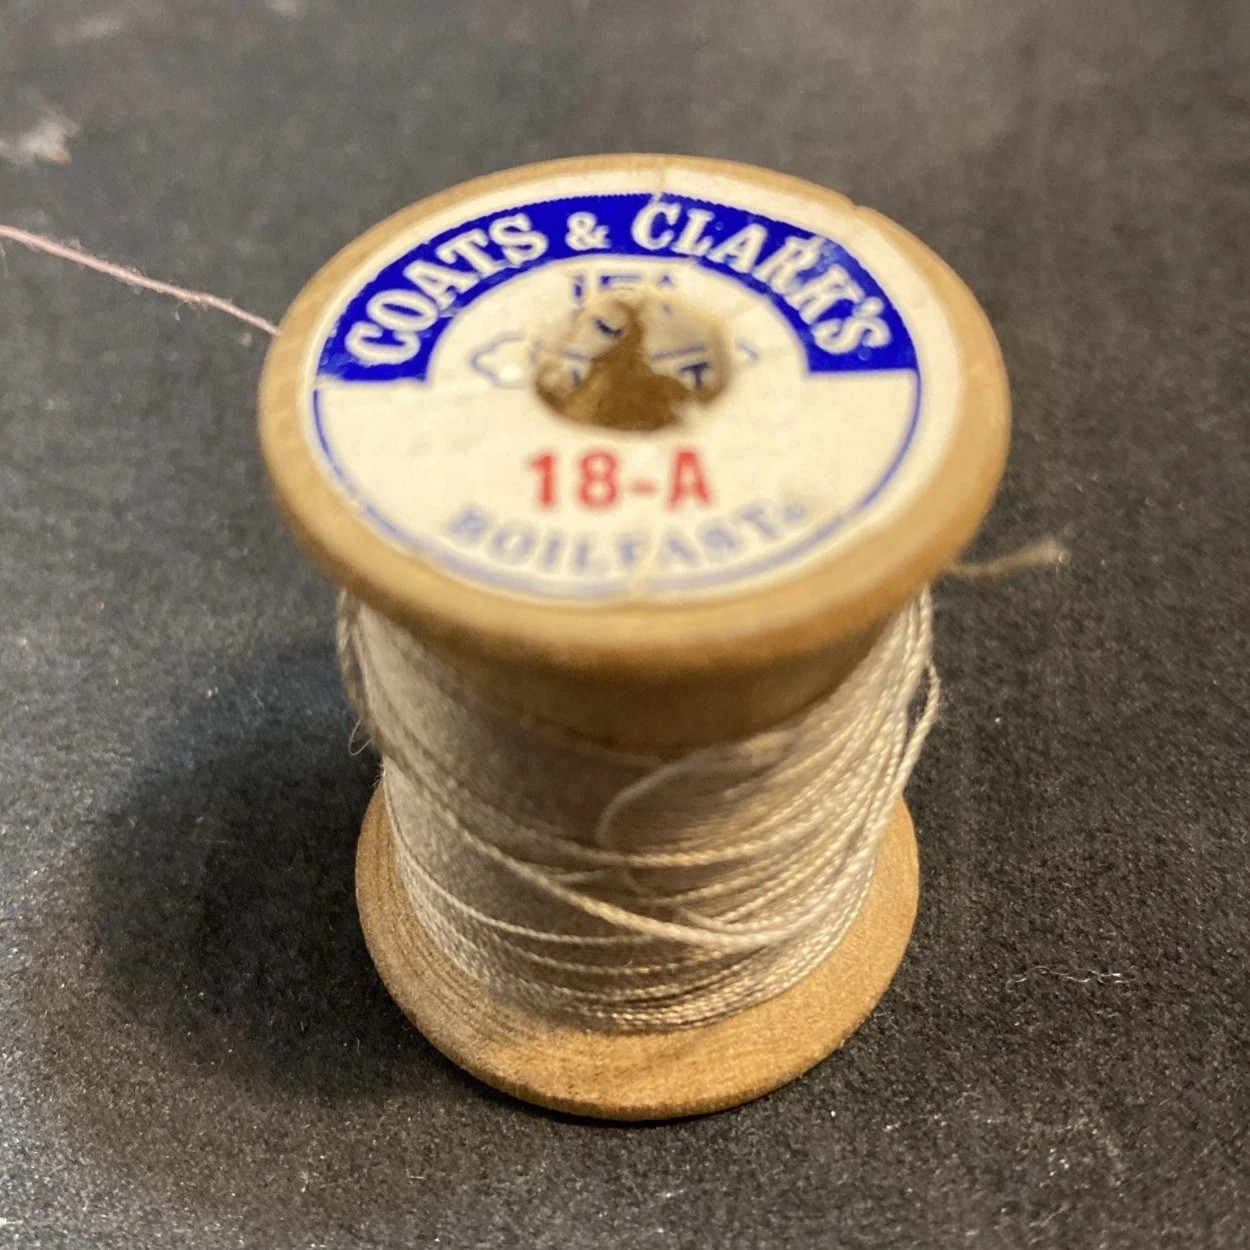 COATS & CLARK'S
18-A
BOILFAST